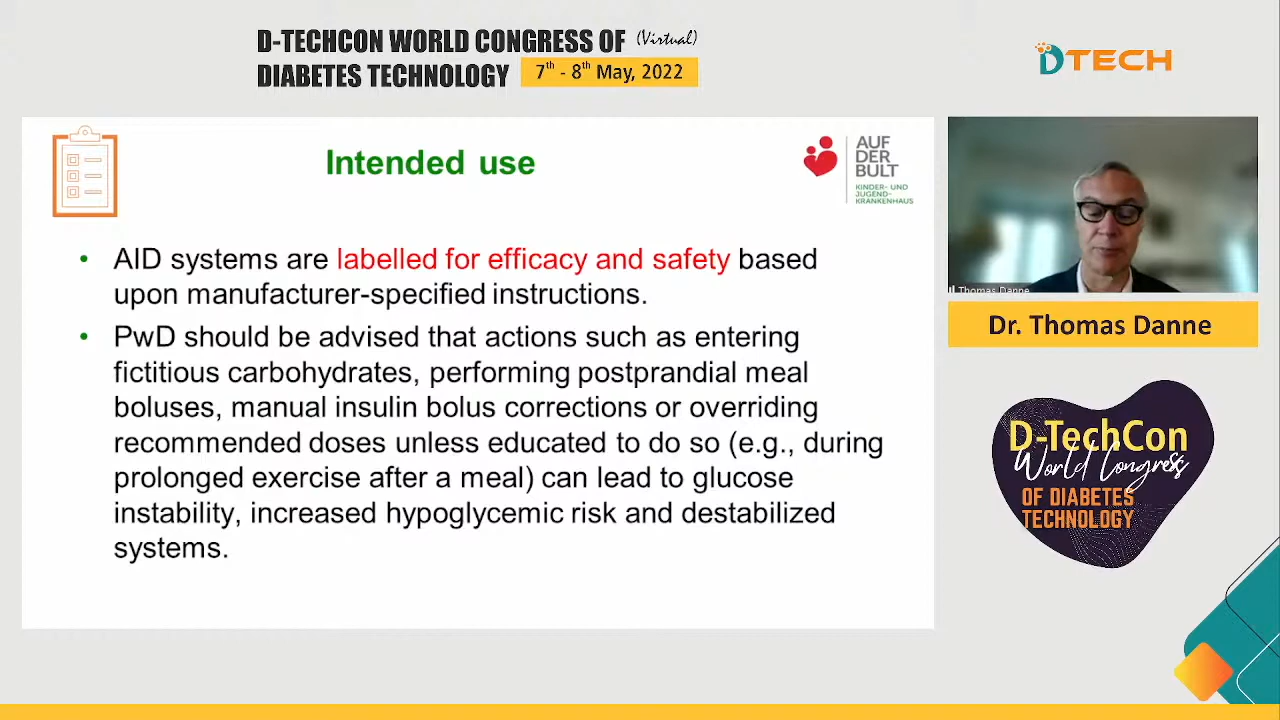 D-TECHCON WORLD CONGRESS OF (Virtual)
DIABETES TECHNOLOGY 7th - 8th May, 2022
DTECH
Intended use
AUF
DER
BULT
KINDER- UND
JUGEND-
KRANKENHAUS
• AID systems are labelled for efficacy and safety based
upon manufacturer-specified instructions.
• PwD should be advised that actions such as entering
fictitious carbohydrates, performing postprandial meal
boluses, manual insulin bolus corrections or overriding
recommended doses unless educated to do so (e.g., during
prolonged exercise after a meal) can lead to glucose
instability, increased hypoglycemic risk and destabilized
systems.
Thomas Danne
Dr. Thomas Danne
D-TechCon
World Congress
OF DIABETES
TECHNOLOGY